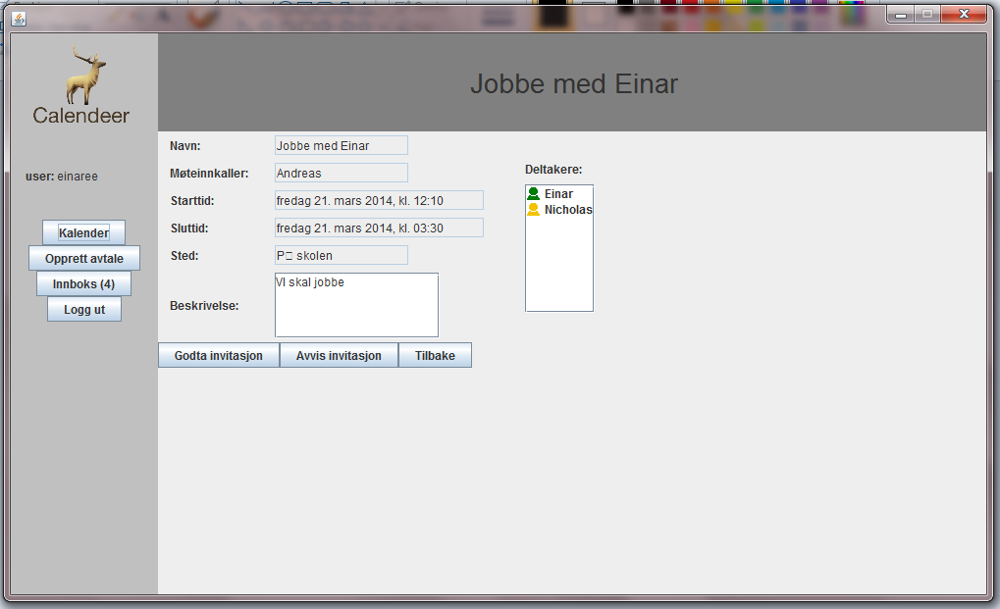 Calendeer
user: einaree
Kalender
Opprett avtale
Innboks (4)
Logg ut
Jobbe med Einar
Navn: Jobbe med Einar
Møteinnkaller: Andreas
Starttid: fredag 21. mars 2014, kl. 12:10
Sluttid: fredag 21. mars 2014, kl. 03:30
Sted: P□ skolen
Beskrivelse: VI skal jobbe
Godta invitasjon Avvis invitasjon Tilbake
Deltakere:
Einar
Nicholas